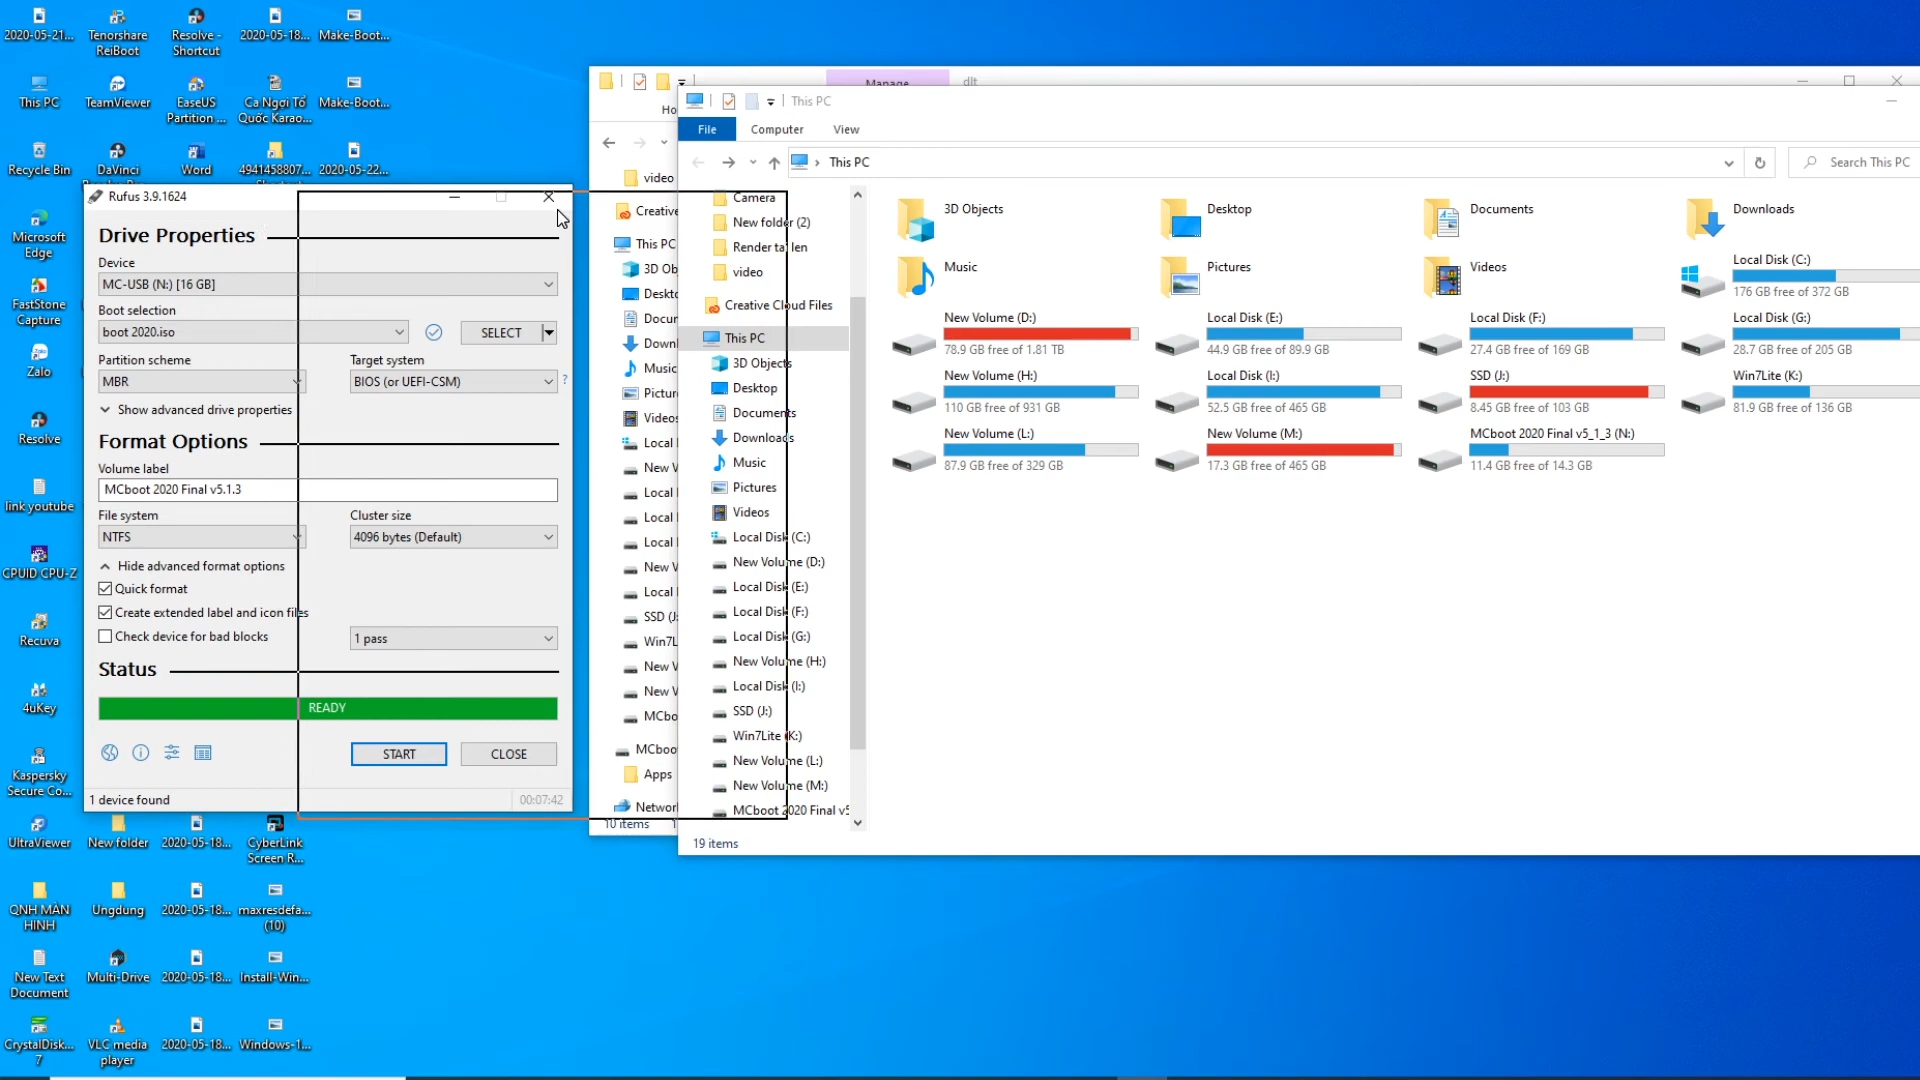 2020-05-21...
Tenorshare
ReiBoot
Resolve -
Shortcut
2020-05-18...
Make-Boot...
This PC
TeamViewer
EaseUS
Partition ...
Ca Ngợi Tổ
Quốc Karao...
Make-Boot...
Recycle Bin
DaVinci
Word
4941458807...
2020-05-22...
Microsoft
Edge
FastStone
Capture
Zalo
Resolve
link youtube
CPUID CPU-Z
Recuva
4uKey
Kaspersky
Secure Co...
UltraViewer
New folder
2020-05-18...
CyberLink
Screen R...
QNH MÀN
HINH
Ungdung
2020-05-18...
maxresdefa...
(10)
New Text
Document
Multi-Drive
2020-05-18...
Install-Win...
CrystalDisk...
7
VLC media
player
2020-05-18...
Windows-1...
Rufus 3.9.1624
Drive Properties
Device
MC-USB (N:) [16 GB]
Boot selection
boot 2020.iso
SELECT
Partition scheme
Target system
MBR
BIOS (or UEFI-CSM)
?
Show advanced drive properties
Format Options
Volume label
MCboot 2020 Final v5.1.3
File system
Cluster size
NTFS
4096 bytes (Default)
Hide advanced format options
Quick format
Create extended label and icon files
Check device for bad blocks
1 pass
Status
READY
START
CLOSE
1 device found
00:07:42
Manage
dlt
Ho
video
Creative
This PC
3D Ob
Deskt
Docum
Downl
Music
Pictur
Videos
Local
New V
Local
Local
Local
New V
Local
SSD (J:
Win7L
New V
New V
MCbo
MCboo
Apps
Network
10 items
This PC
File
Computer
View
This PC
Search This PC
Camera
New folder (2)
Render tai len
video
Creative Cloud Files
This PC
3D Objects
Desktop
Documents
Downloads
Music
Pictures
Videos
Local Disk (C:)
New Volume (D:)
Local Disk (E:)
Local Disk (F:)
Local Disk (G:)
New Volume (H:)
Local Disk (I:)
SSD (J:)
Win7Lite (K:)
New Volume (L:)
New Volume (M:)
MCboot 2020 Final v5
19 items
3D Objects
Desktop
Documents
Downloads
Music
Pictures
Videos
Local Disk (C:)
176 GB free of 372 GB
New Volume (D:)
78.9 GB free of 1.81 TB
Local Disk (E:)
44.9 GB free of 89.9 GB
Local Disk (F:)
27.4 GB free of 169 GB
Local Disk (G:)
28.7 GB free of 205 GB
New Volume (H:)
110 GB free of 931 GB
Local Disk (I:)
52.5 GB free of 465 GB
SSD (J:)
8.45 GB free of 103 GB
Win7Lite (K:)
81.9 GB free of 136 GB
New Volume (L:)
87.9 GB free of 329 GB
New Volume (M:)
17.3 GB free of 465 GB
MCboot 2020 Final v5_1_3 (N:)
11.4 GB free of 14.3 GB